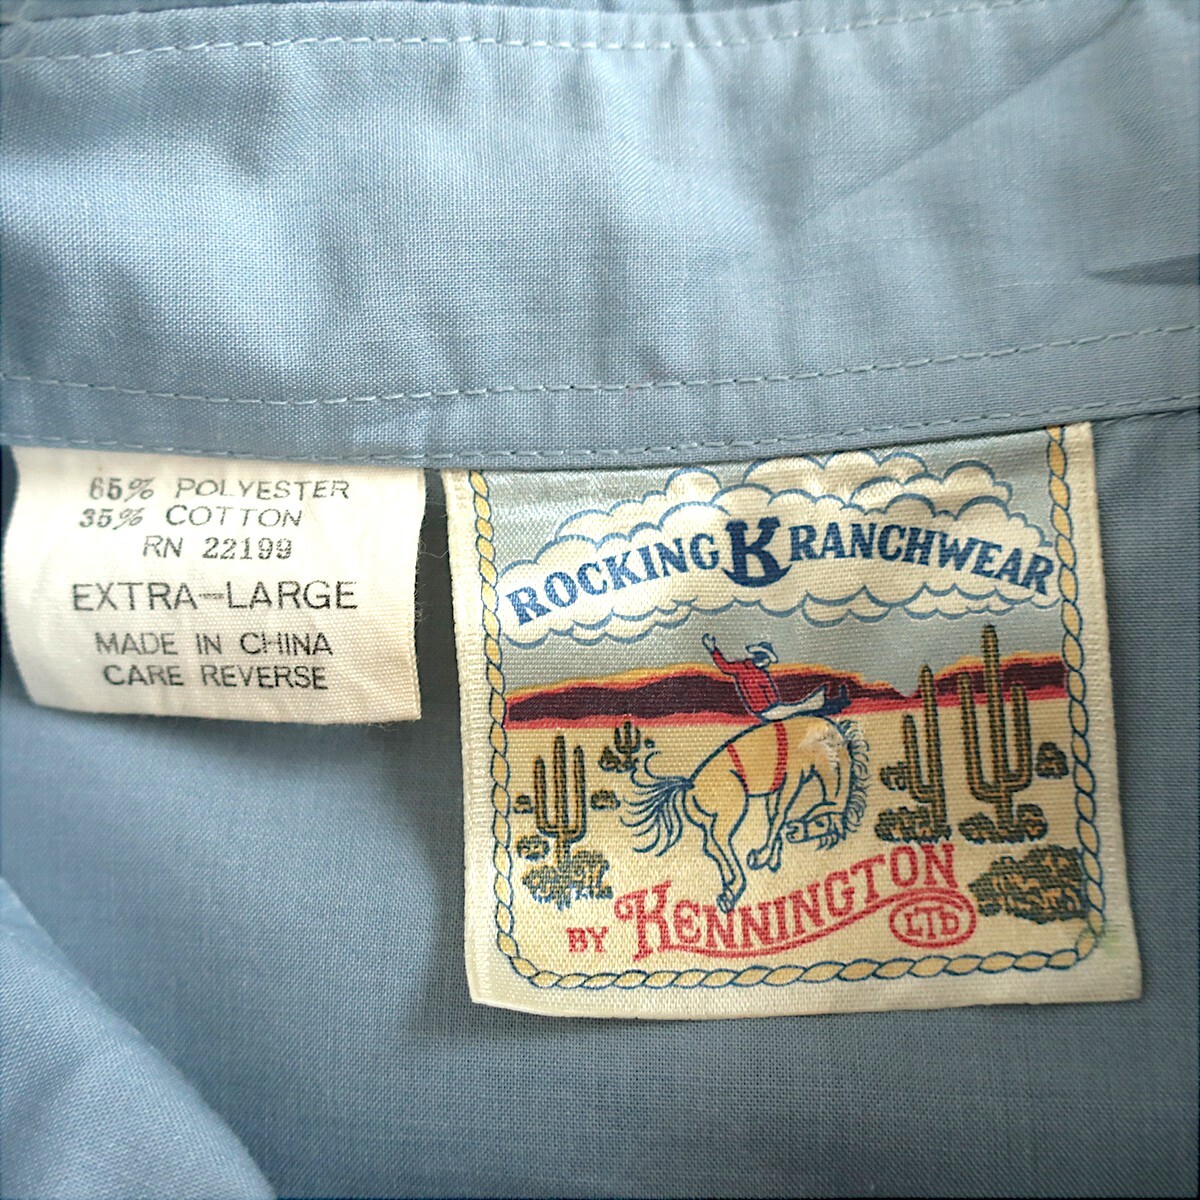 65% POLYESTER
35% COTTON
RN 22199
EXTRA-LARGE
MADE IN CHINA
CARE REVERSE
ROCKING K RANCHWEAR
BY KENNINGTON LTD